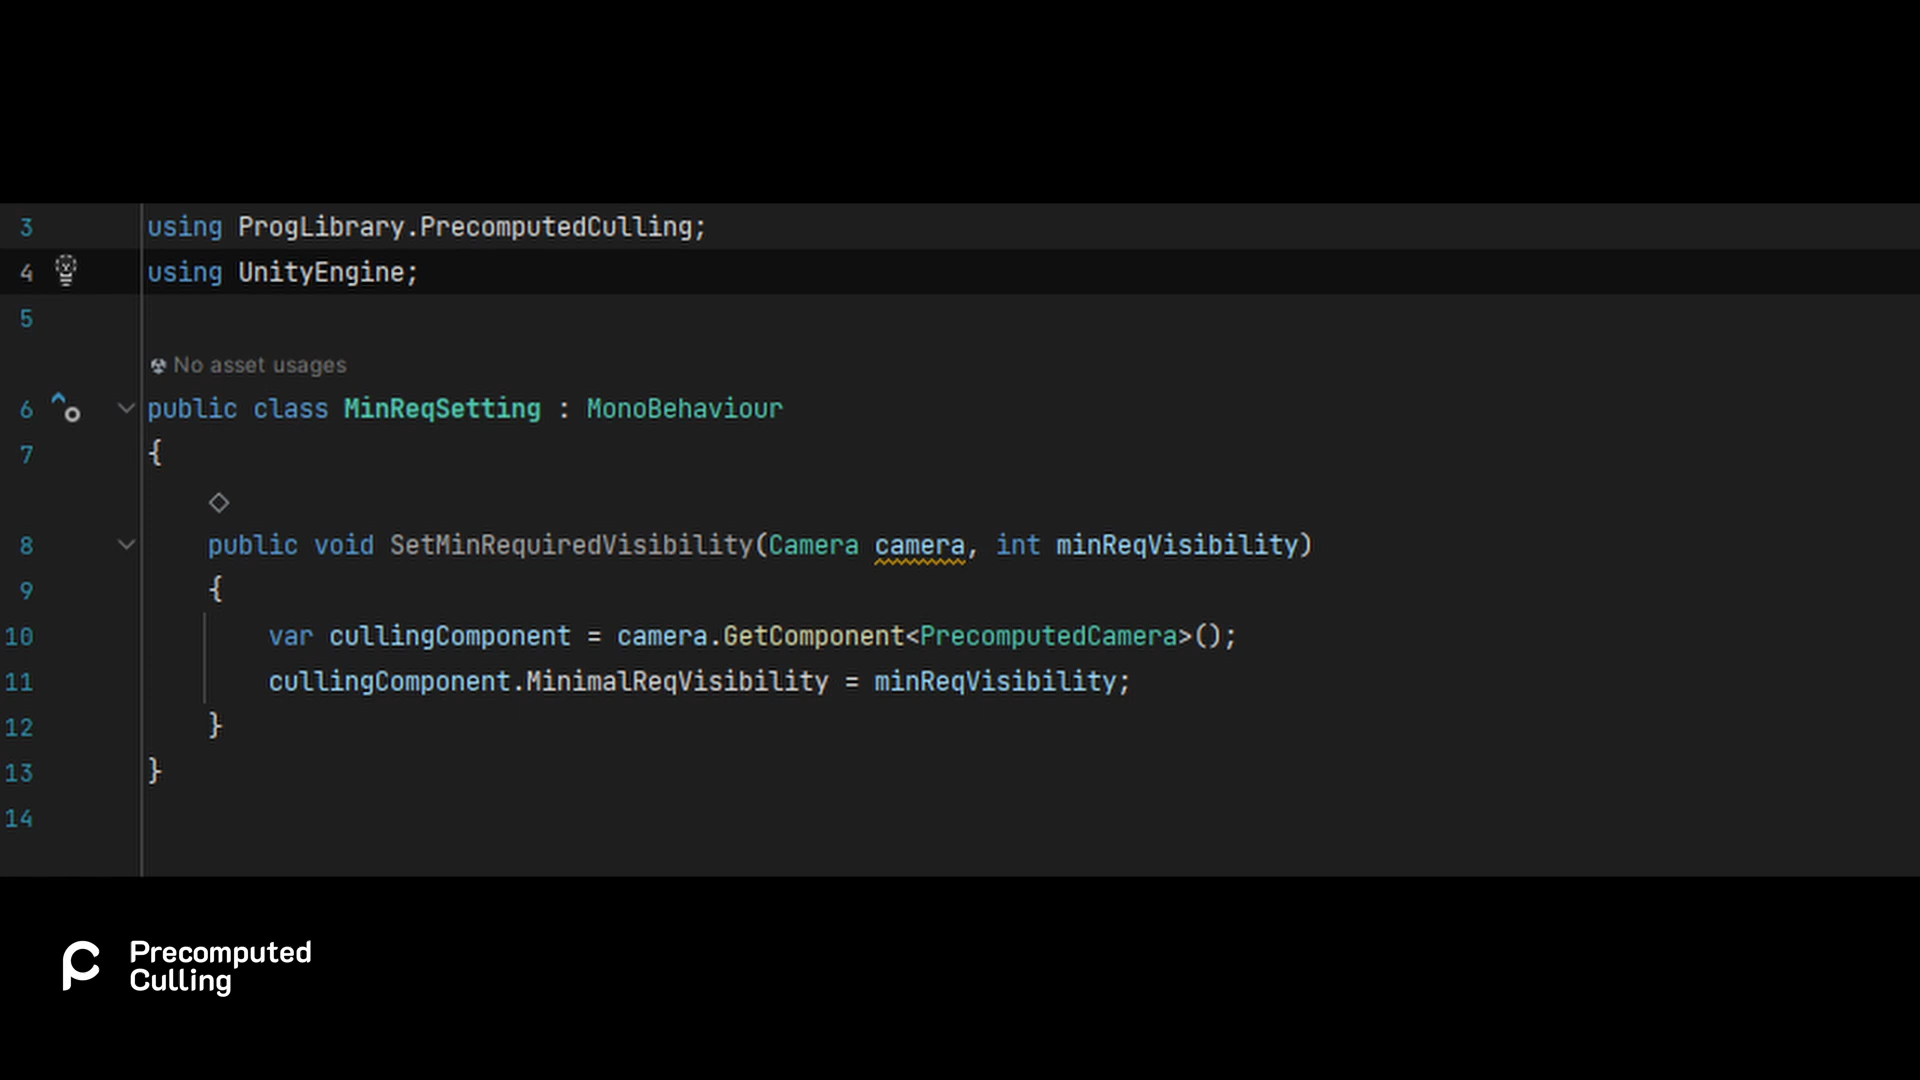 3 using ProgLibrary.PrecomputedCulling;
4 using UnityEngine;
5
No asset usages
6 public class MinReqSetting : MonoBehaviour
7 {
8 public void SetMinRequiredVisibility(Camera camera, int minReqVisibility)
9 {
10 var cullingComponent = camera.GetComponent<PrecomputedCamera>();
11 cullingComponent.MinimalReqVisibility = minReqVisibility;
12 }
13 }
14
Precomputed
Culling